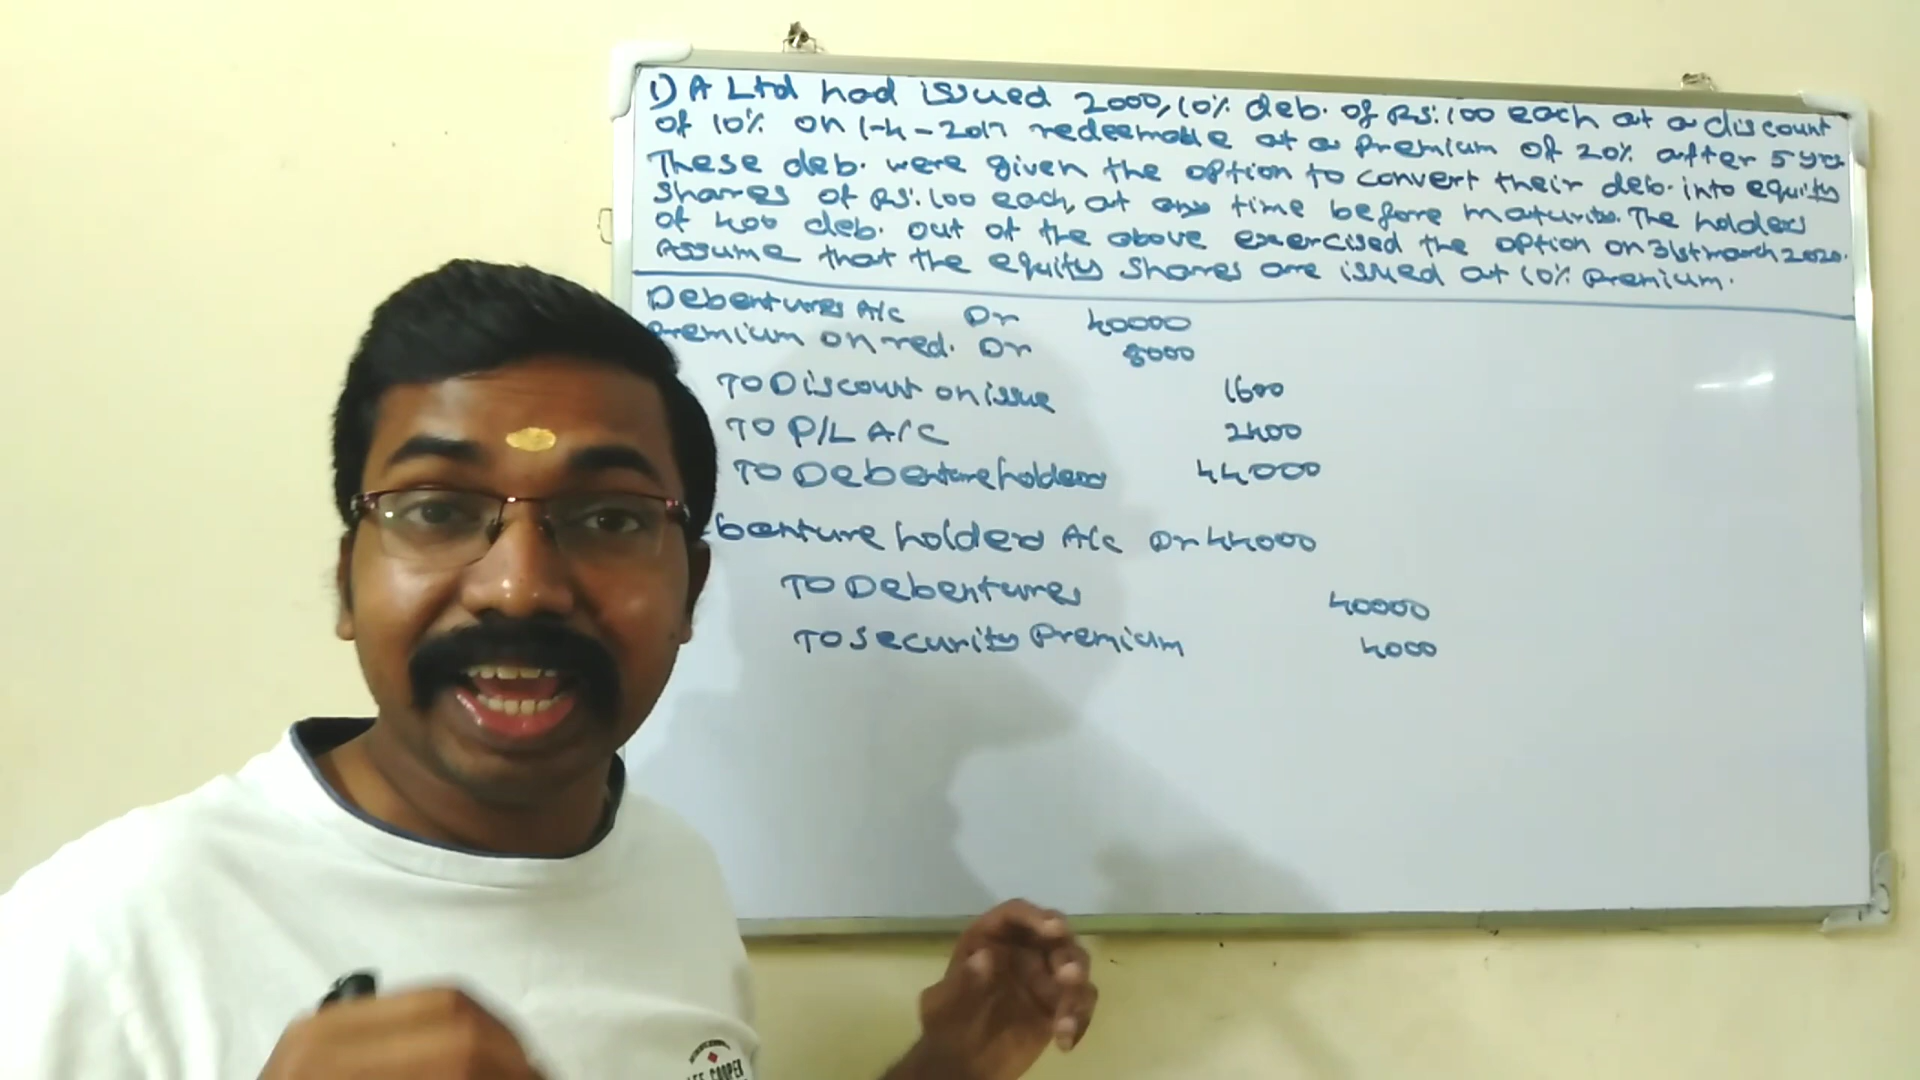 1) A Ltd had issued 2000, 10% deb. of Rs: 100 each at a discount
of 10% on 1-4-2017 redeemable at a premium of 20% after 5 yrs
These deb. were given the option to convert their deb. into equity
shares of Rs: 100 each, at any time before maturity. The holders
of 400 deb. out of the above exercised the option on 31st march 2020.
Assume that the equity shares are issued at 10% premium.
Debentures A/c Dr 40000
Premium on red. Dr 8000
TO Discount on issue 1600
TO P/L A/C 2400
TO Debentureholders 44000
benture holders A/c Dr 44000
TO Debentures 40000
TO security Premium 4000
COOPER